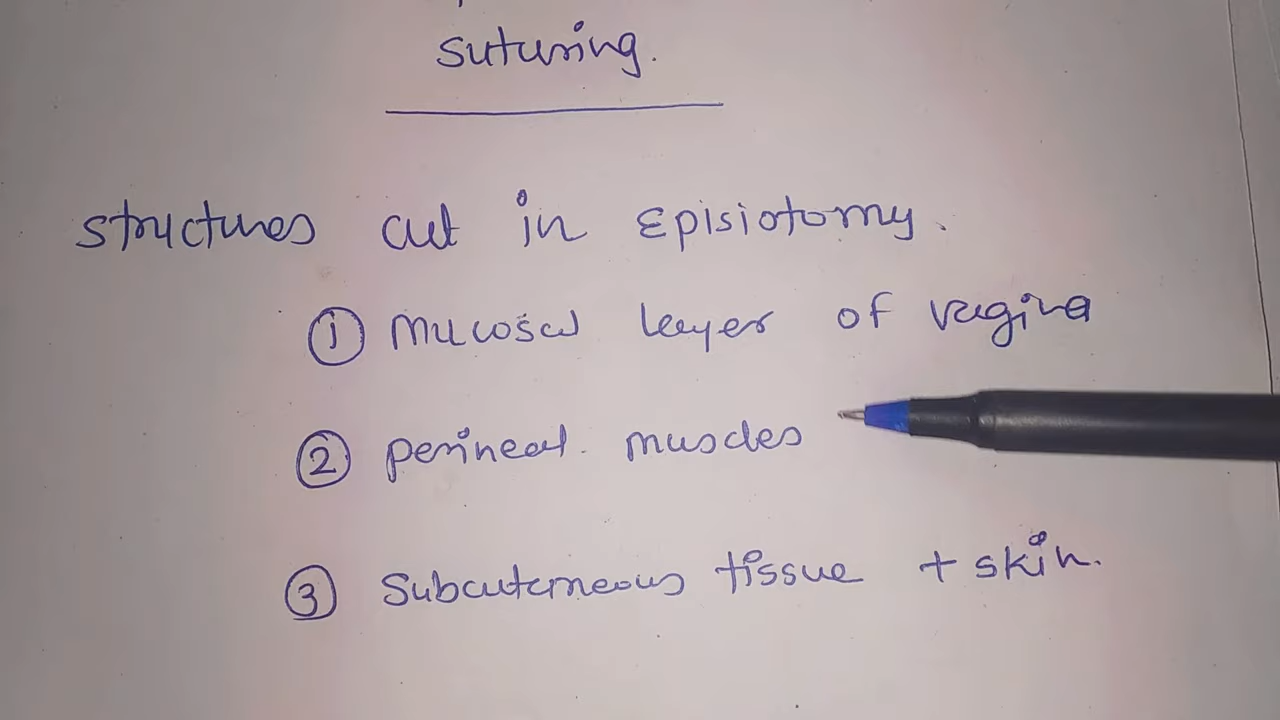 Suturing.
structures cut in Episiotomy.
① Mucosal layer of vagina
② perineal muscles
③ Subcutaneous tissue + skin.